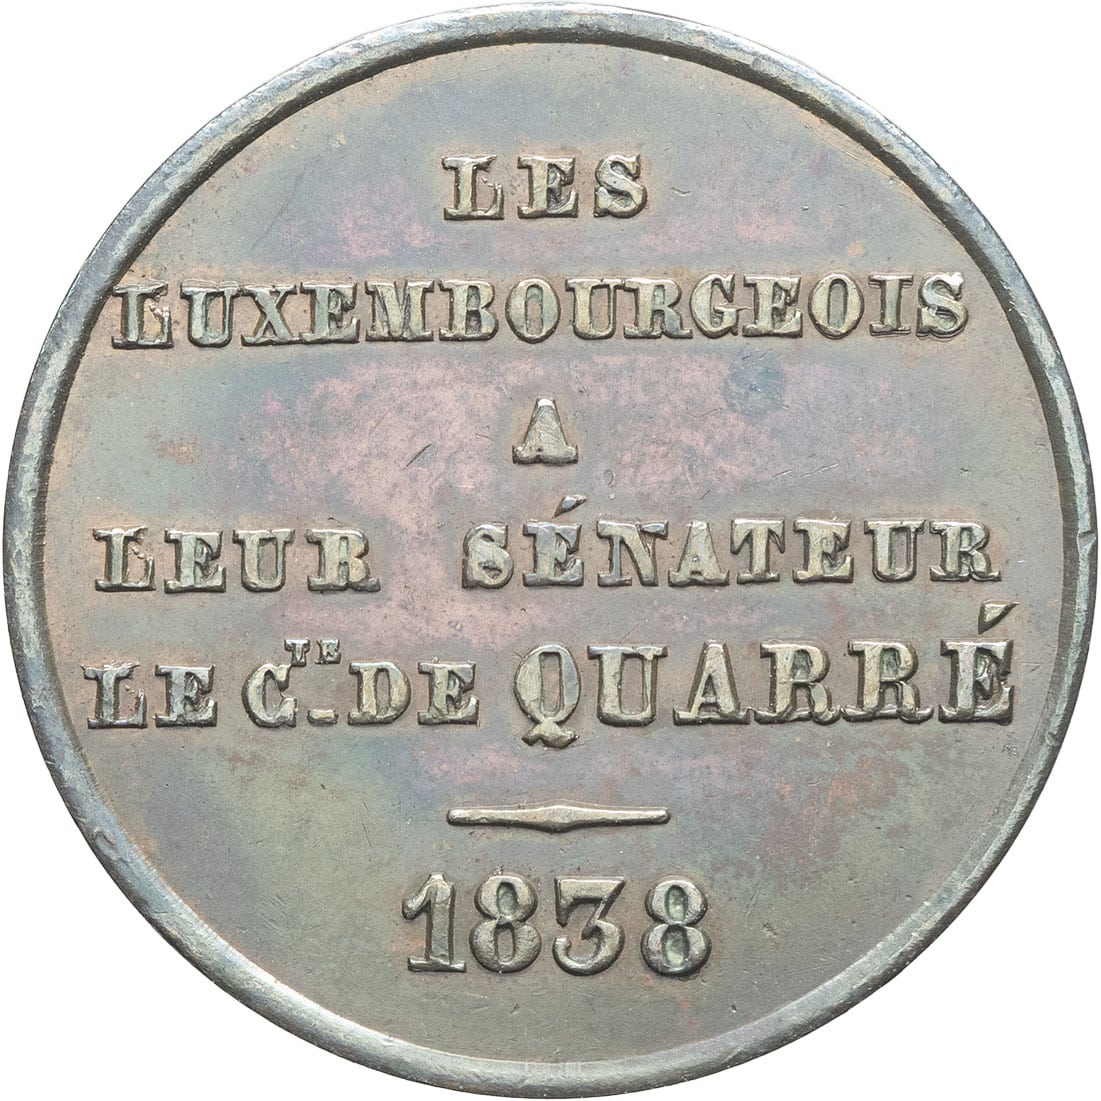 LES
LUXEMBOURGEOIS
A
LEUR SÉNATEUR
LE CTE. DE QUARRÉ
1838